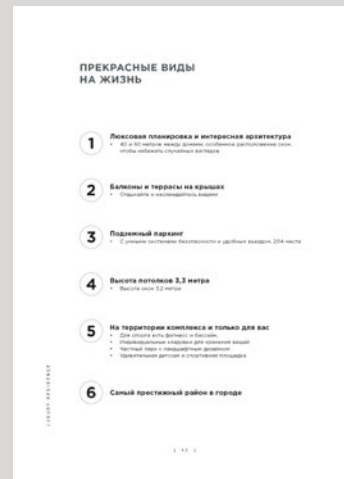 ПРЕКРАСНЫЕ ВИДЫ
НА ЖИЗНЬ
1
Люксовая планировка и интересная архитектура
• 40 и 60 метров между домами, особенное расположение окон,
чтобы избежать случайных взглядов
2
Балконы и террасы на крышах
• Отдыхайте и наслаждайтесь видами
3
Подземный паркинг
• С умными системами безопасности и удобным въездом, 204 места
4
Высота потолков 3,3 метра
• Высота окон 3,2 метра
5
На территории комплекса и только для вас
• Для спорта есть фитнесс и бассейн,
• Индивидуальные кладовки для хранения вещей
• Частный парк с ландшафтным дизайном
• Удивительная детская и спортивная площадка
6
Самый престижный район в городе
LUXURY RESIDENCE